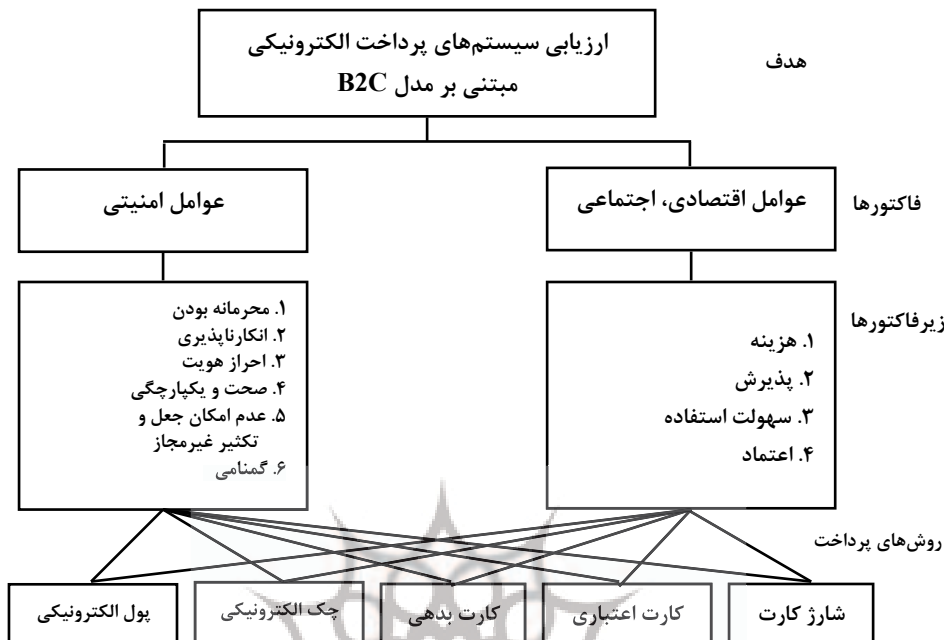 ارزیابی سیستم‌های پرداخت الکترونیکی
مبتنی بر مدل B2C
هدف
عوامل اقتصادی، اجتماعی
عوامل امنیتی
فاکتورها
۱. هزینه
۲. پذیرش
۳. سهولت استفاده
۴. اعتماد
۱. محرمانه بودن
۲. انکارناپذیری
۳. احراز هویت
۴. صحت و یکپارچگی
۵. عدم امکان جعل و
تکثیر غیرمجاز
۶. گمنامی
زیرفاکتورها
روش‌های پرداخت
شارژ کارت
کارت اعتباری
کارت بدهی
چک الکترونیکی
پول الکترونیکی